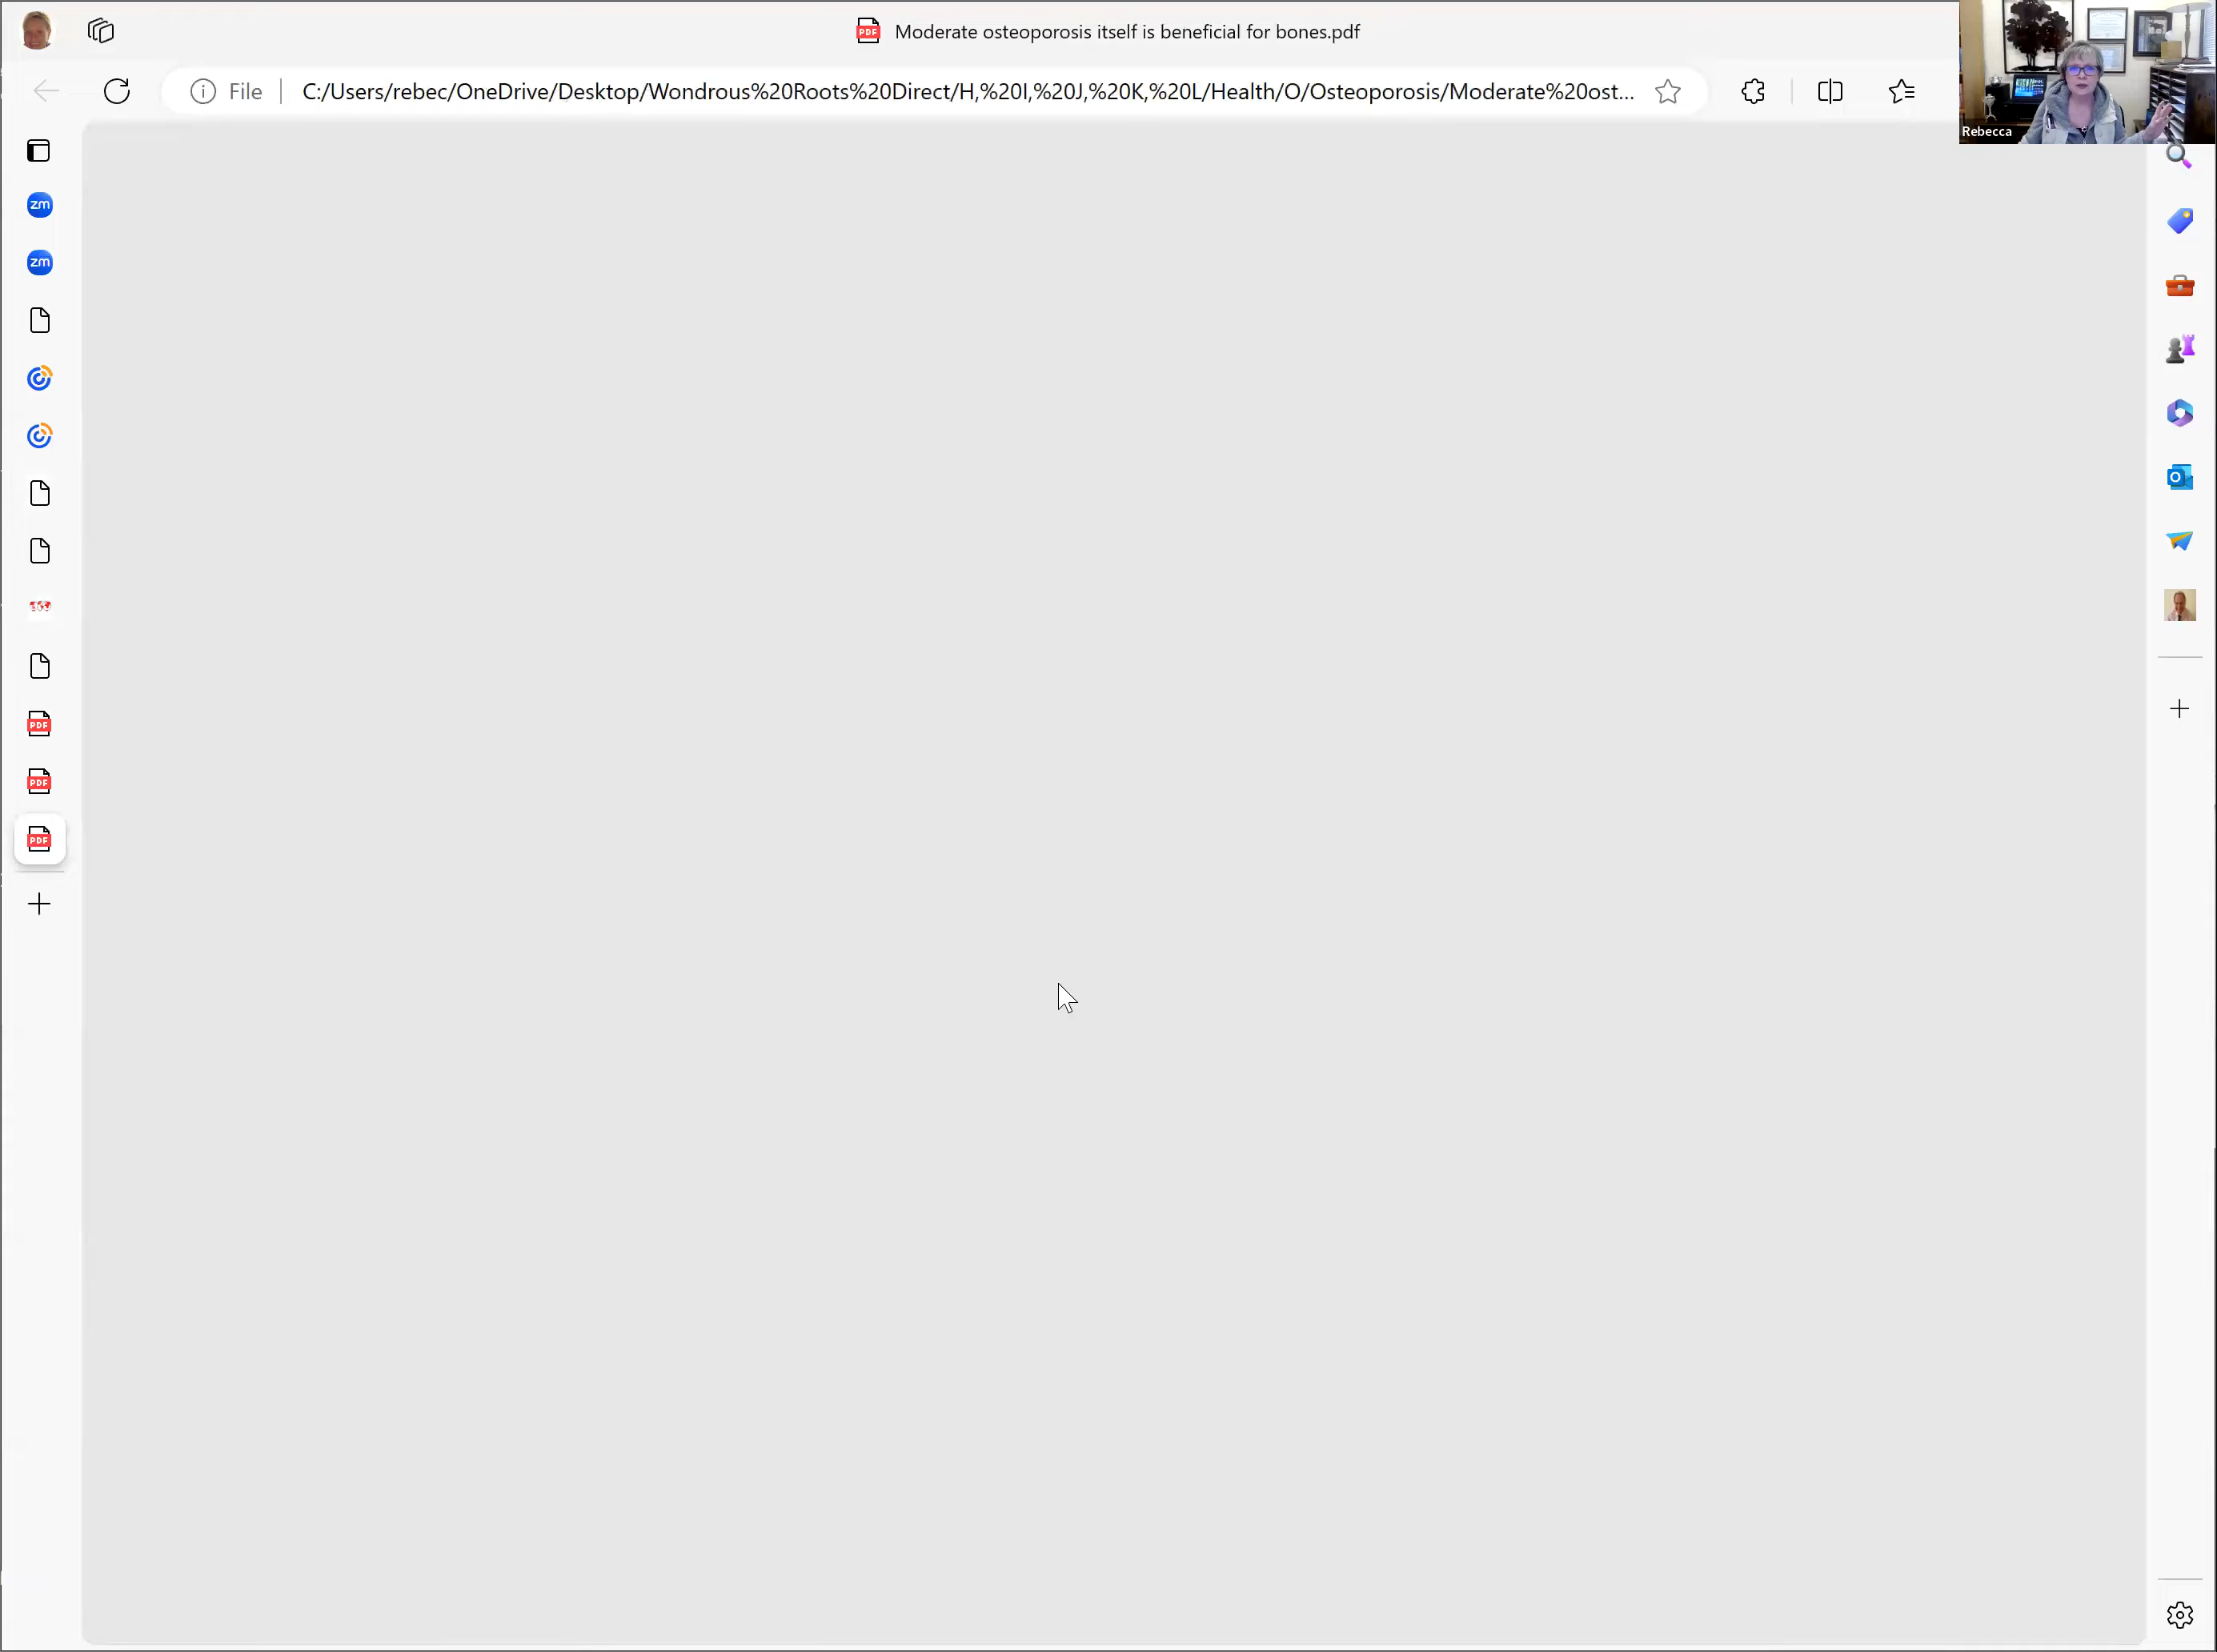 Moderate osteoporosis itself is beneficial for bones.pdf
File
C:/Users/rebec/OneDrive/Desktop/Wondrous%20Roots%20Direct/H,%20I,%20J,%20K,%20L/Health/O/Osteoporosis/Moderate%20ost...
Rebecca
zm
zm
PDF
PDF
PDF
PDF